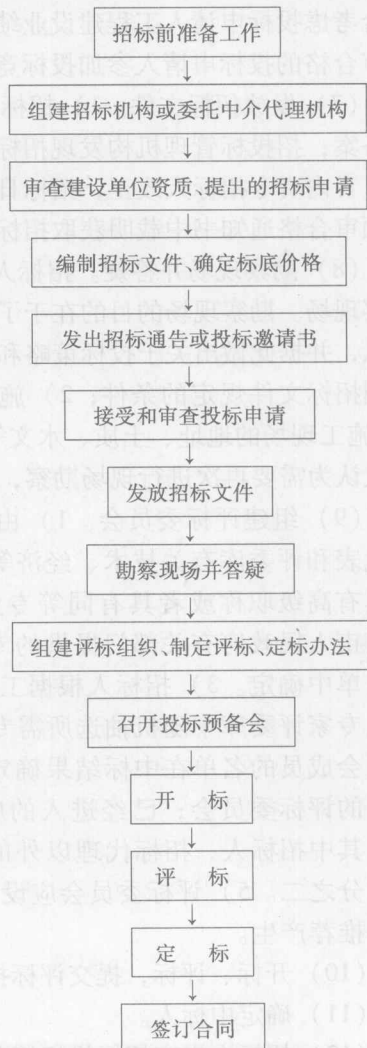 招标前准备工作
组建招标机构或委托中介代理机构
审查建设单位资质、提出的招标申请
编制招标文件、确定标底价格
发出招标通告或投标邀请书
接受和审查投标申请
发放招标文件
勘察现场并答疑
组建评标组织、制定评标、定标办法
召开投标预备会
开 标
评 标
定 标
签订合同